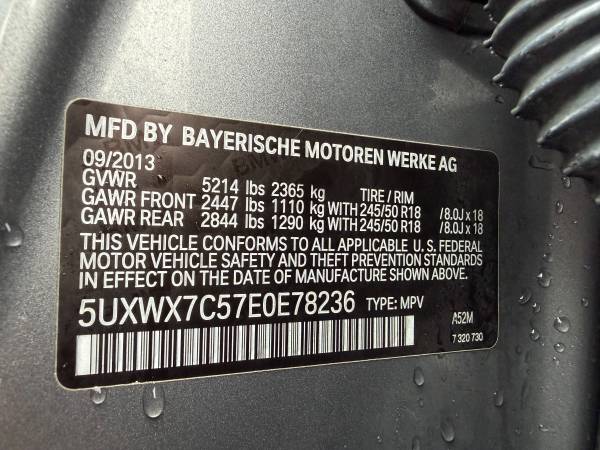 MFD BY BAYERISCHE MOTOREN WERKE AG
09/2013
GVWR 5214 lbs 2365 kg TIRE / RIM
GAWR FRONT 2447 lbs 1110 kg WITH 245/50 R18 /8.0J x 18
GAWR REAR 2844 lbs 1290 kg WITH 245/50 R18 /8.0J x 18
THIS VEHICLE CONFORMS TO ALL APPLICABLE U. S. FEDERAL
MOTOR VEHICLE SAFETY AND THEFT PREVENTION STANDARDS
IN EFFECT ON THE DATE OF MANUFACTURE SHOWN ABOVE.
5UXWX7C57E0E78236 TYPE: MPV
A52M
7 320 730